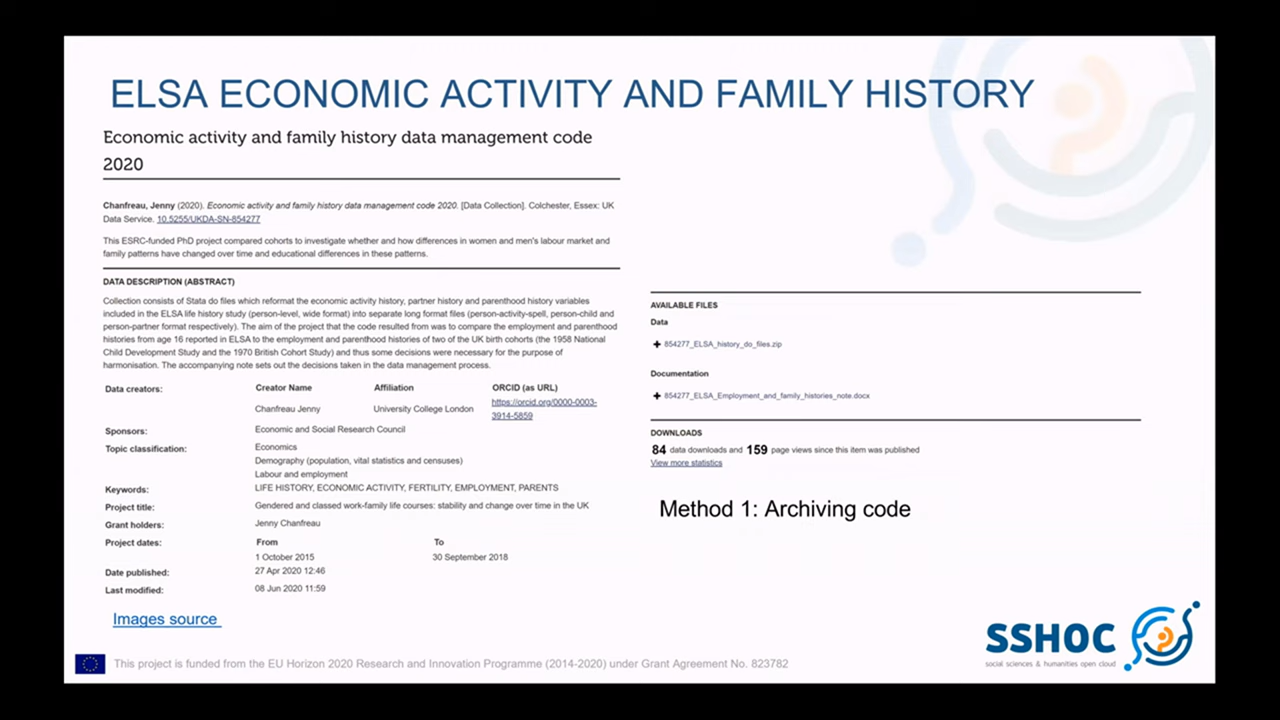 ELSA ECONOMIC ACTIVITY AND FAMILY HISTORY
Economic activity and family history data management code
2020
Chanfreau, Jenny (2020). Economic activity and family history data management code 2020. [Data Collection]. Colchester, Essex: UK
Data Service. 10.5255/UKDA-SN-854277
This ESRC-funded PhD project compared cohorts to investigate whether and how differences in women and men's labour market and
family patterns have changed over time and educational differences in these patterns.
DATA DESCRIPTION (ABSTRACT)
Collection consists of Stata do files which reformat the economic activity history, partner history and parenthood history variables
included in the ELSA life history study (person-level, wide format) into separate long format files (person-activity-spell, person-child and
person-partner format respectively). The aim of the project that the code resulted from was to compare the employment and parenthood
histories from age 16 reported in ELSA to the employment and parenthood histories of two of the UK birth cohorts (the 1958 National
Child Development Study and the 1970 British Cohort Study) and thus some decisions were necessary for the purpose of
harmonisation. The accompanying note sets out the decisions taken in the data management process.
Data creators:
Creator Name Affiliation ORCID (as URL)
Chanfreau Jenny University College London https://orcid.org/0000-0003-
3914-5859
Sponsors: Economic and Social Research Council
Topic classification: Economics
Demography (population, vital statistics and censuses)
Labour and employment
Keywords: LIFE HISTORY, ECONOMIC ACTIVITY, FERTILITY, EMPLOYMENT, PARENTS
Project title: Gendered and classed work-family life courses: stability and change over time in the UK
Grant holders: Jenny Chanfreau
Project dates: From To
1 October 2015 30 September 2018
Date published: 27 Apr 2020 12:46
Last modified: 08 Jun 2020 11:59
Images source
AVAILABLE FILES
Data
+ 854277_ELSA_history_do_files.zip
Documentation
+ 854277_ELSA_Employment_and_family_histories_note.docx
DOWNLOADS
84 data downloads and 159 page views since this item was published
View more statistics
Method 1: Archiving code
SSHOC
social sciences & humanities open cloud
This project is funded from the EU Horizon 2020 Research and Innovation Programme (2014-2020) under Grant Agreement No. 823782